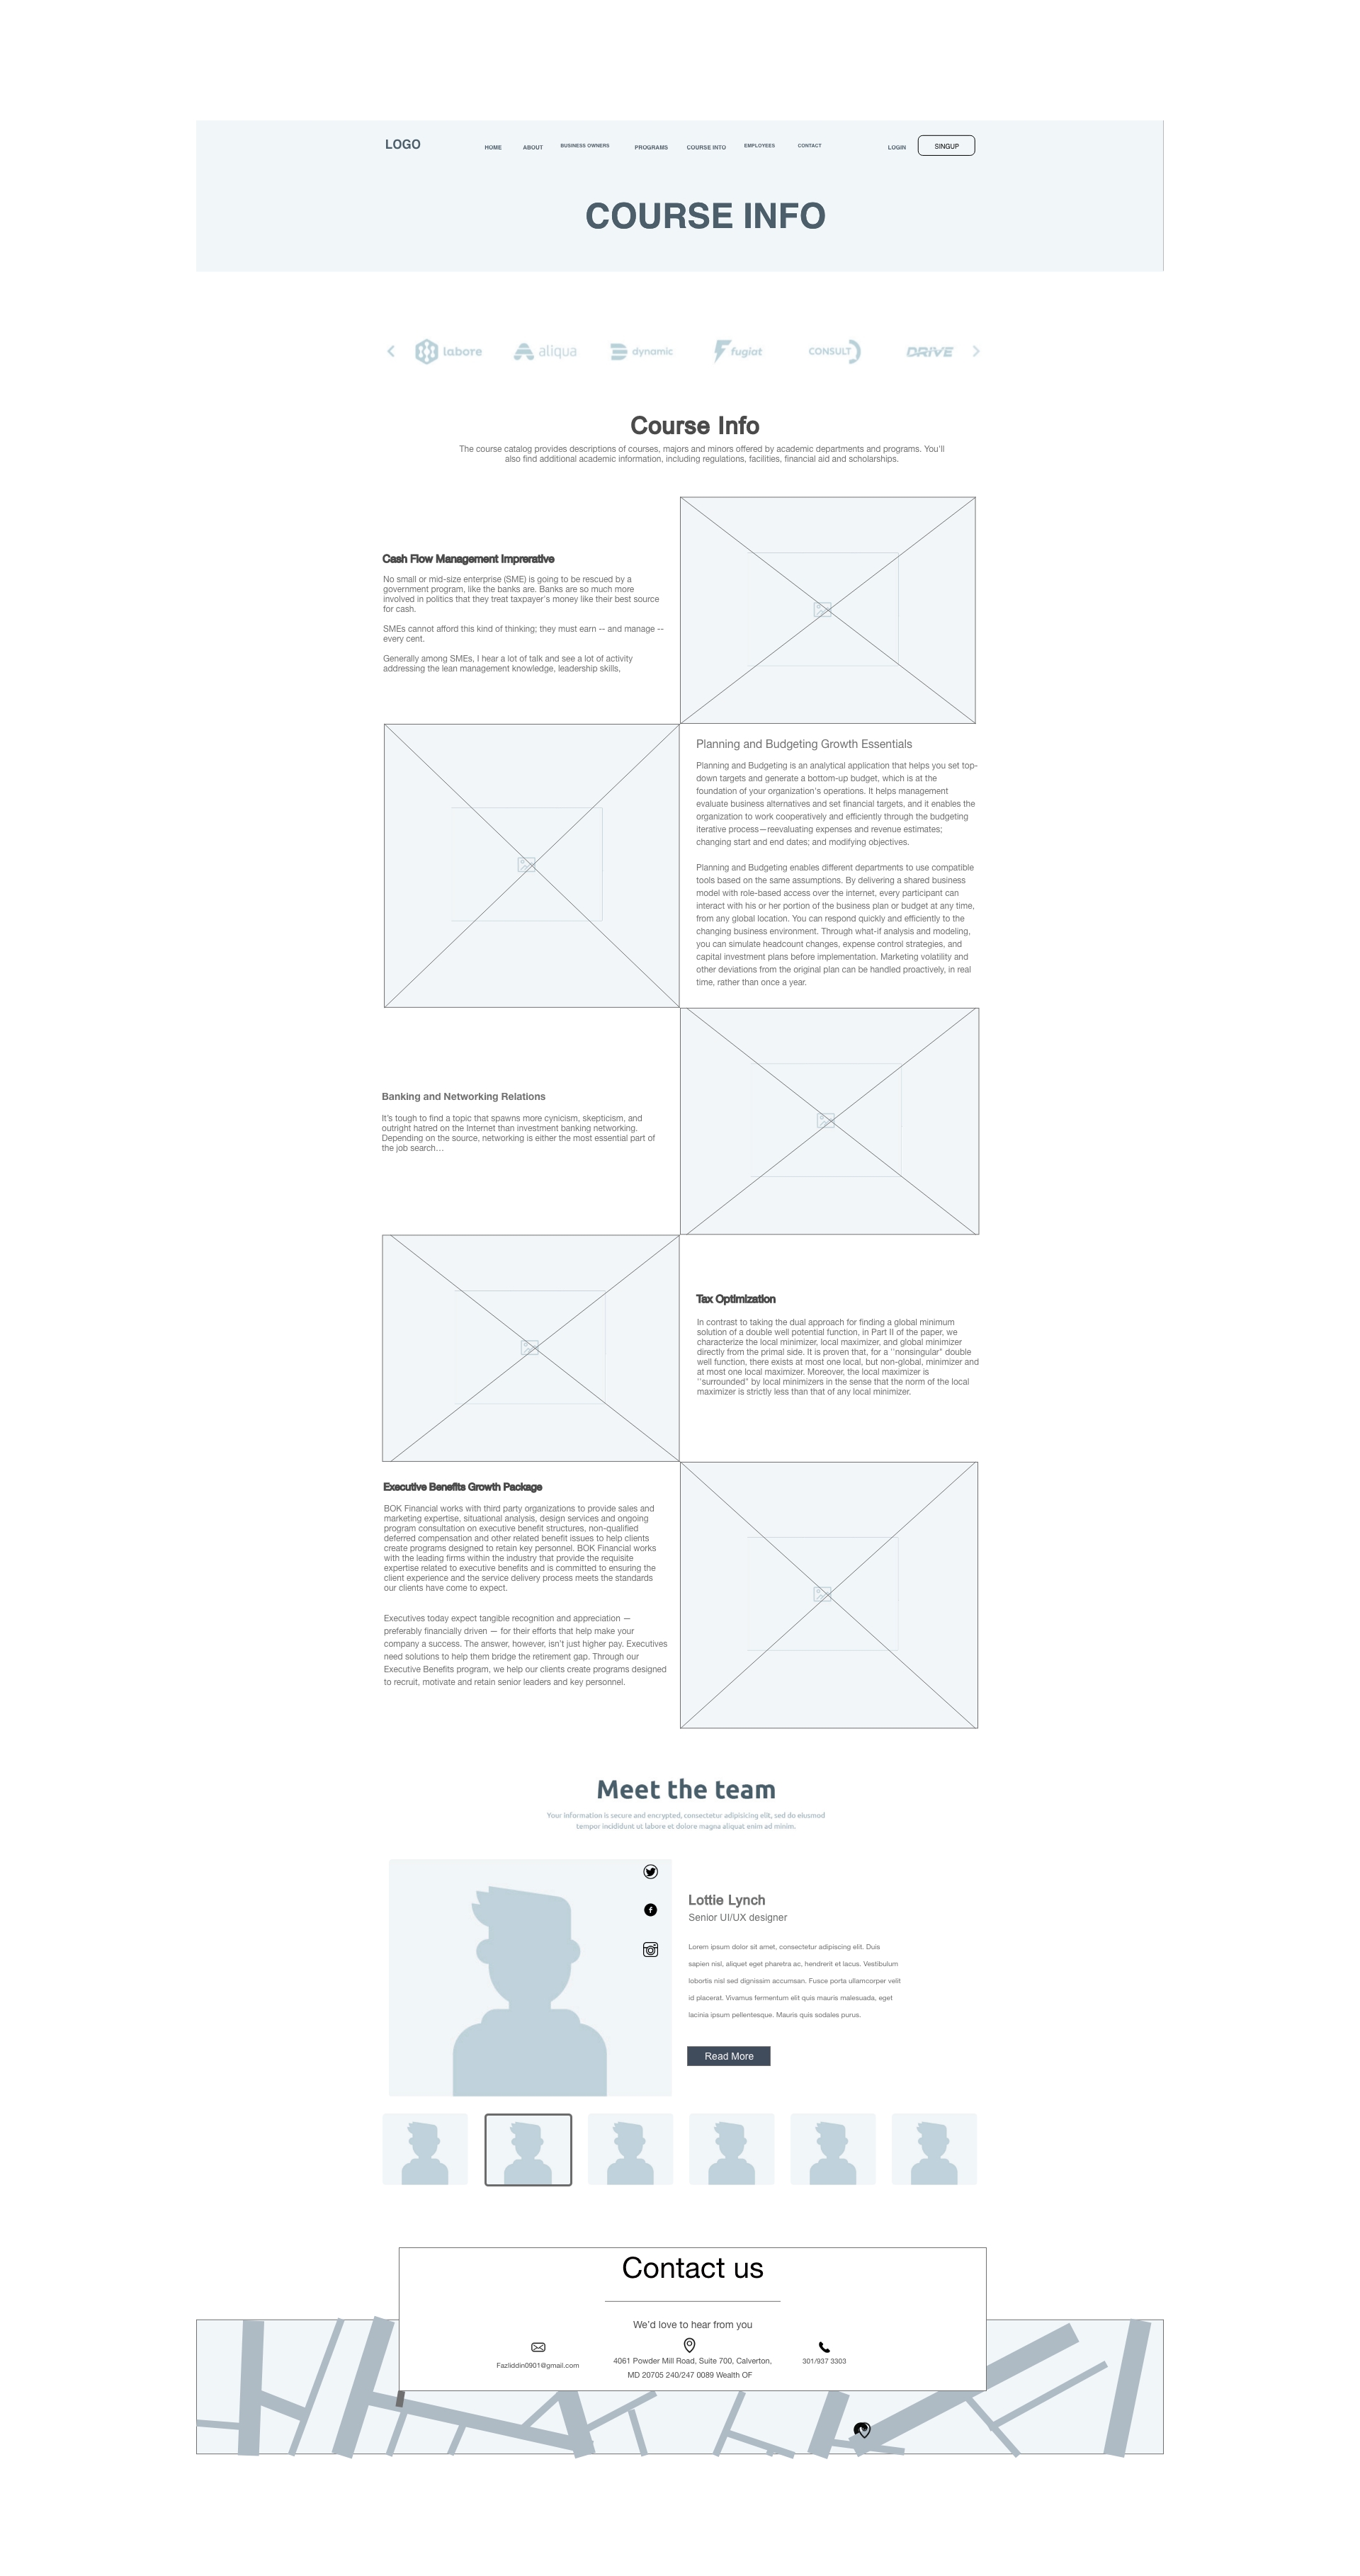 LOGO
HOME
ABOUT
BUSINESS OWNERS
PROGRAMS
COURSE INTO
EMPLOYEES
CONTACT
LOGIN
SINGUP
COURSE INFO
labore
aliqua
dynamic
fugiat
CONSULT
DRIVE
Course Info
The course catalog provides descriptions of courses, majors and minors offered by academic departments and programs. You'll
also find additional academic information, including regulations, facilities, financial aid and scholarships.
Cash Flow Management Imprerative
No small or mid-size enterprise (SME) is going to be rescued by a
government program, like the banks are. Banks are so much more
involved in politics that they treat taxpayer's money like their best source
for cash.
SMEs cannot afford this kind of thinking; they must earn -- and manage --
every cent.
Generally among SMEs, I hear a lot of talk and see a lot of activity
addressing the lean management knowledge, leadership skills,
Planning and Budgeting Growth Essentials
Planning and Budgeting is an analytical application that helps you set top-
down targets and generate a bottom-up budget, which is at the
foundation of your organization's operations. It helps management
evaluate business alternatives and set financial targets, and it enables the
organization to work cooperatively and efficiently through the budgeting
iterative process—reevaluating expenses and revenue estimates;
changing start and end dates; and modifying objectives.
Planning and Budgeting enables different departments to use compatible
tools based on the same assumptions. By delivering a shared business
model with role-based access over the internet, every participant can
interact with his or her portion of the business plan or budget at any time,
from any global location. You can respond quickly and efficiently to the
changing business environment. Through what-if analysis and modeling,
you can simulate headcount changes, expense control strategies, and
capital investment plans before implementation. Marketing volatility and
other deviations from the original plan can be handled proactively, in real
time, rather than once a year.
Banking and Networking Relations
It's tough to find a topic that spawns more cynicism, skepticism, and
outright hatred on the Internet than investment banking networking.
Depending on the source, networking is either the most essential part of
the job search…
Tax Optimization
In contrast to taking the dual approach for finding a global minimum
solution of a double well potential function, in Part II of the paper, we
characterize the local minimizer, local maximizer, and global minimizer
directly from the primal side. It is proven that, for a ''nonsingular" double
well function, there exists at most one local, but non-global, minimizer and
at most one local maximizer. Moreover, the local maximizer is
''surrounded" by local minimizers in the sense that the norm of the local
maximizer is strictly less than that of any local minimizer.
Executive Benefits Growth Package
BOK Financial works with third party organizations to provide sales and
marketing expertise, situational analysis, design services and ongoing
program consultation on executive benefit structures, non-qualified
deferred compensation and other related benefit issues to help clients
create programs designed to retain key personnel. BOK Financial works
with the leading firms within the industry that provide the requisite
expertise related to executive benefits and is committed to ensuring the
client experience and the service delivery process meets the standards
our clients have come to expect.
Executives today expect tangible recognition and appreciation —
preferably financially driven — for their efforts that help make your
company a success. The answer, however, isn't just higher pay. Executives
need solutions to help them bridge the retirement gap. Through our
Executive Benefits program, we help our clients create programs designed
to recruit, motivate and retain senior leaders and key personnel.
Meet the team
Your information is secure and encrypted, consectetur adipisicing elit, sed do eiusmod
tempor incididunt ut labore et dolore magna aliquat enim ad minim.
Lottie Lynch
Senior UI/UX designer
Lorem ipsum dolor sit amet, consectetur adipiscing elit. Duis
sapien nisl, aliquet eget pharetra ac, hendrerit et lacus. Vestibulum
lobortis nisl sed dignissim accumsan. Fusce porta ullamcorper velit
id placerat. Vivamus fermentum elit quis mauris malesuada, eget
lacinia ipsum pellentesque. Mauris quis sodales purus.
Read More
Contact us
We'd love to hear from you
Fazliddin0901@gmail.com
4061 Powder Mill Road, Suite 700, Calverton,
MD 20705 240/247 0089 Wealth OF
301/937 3303